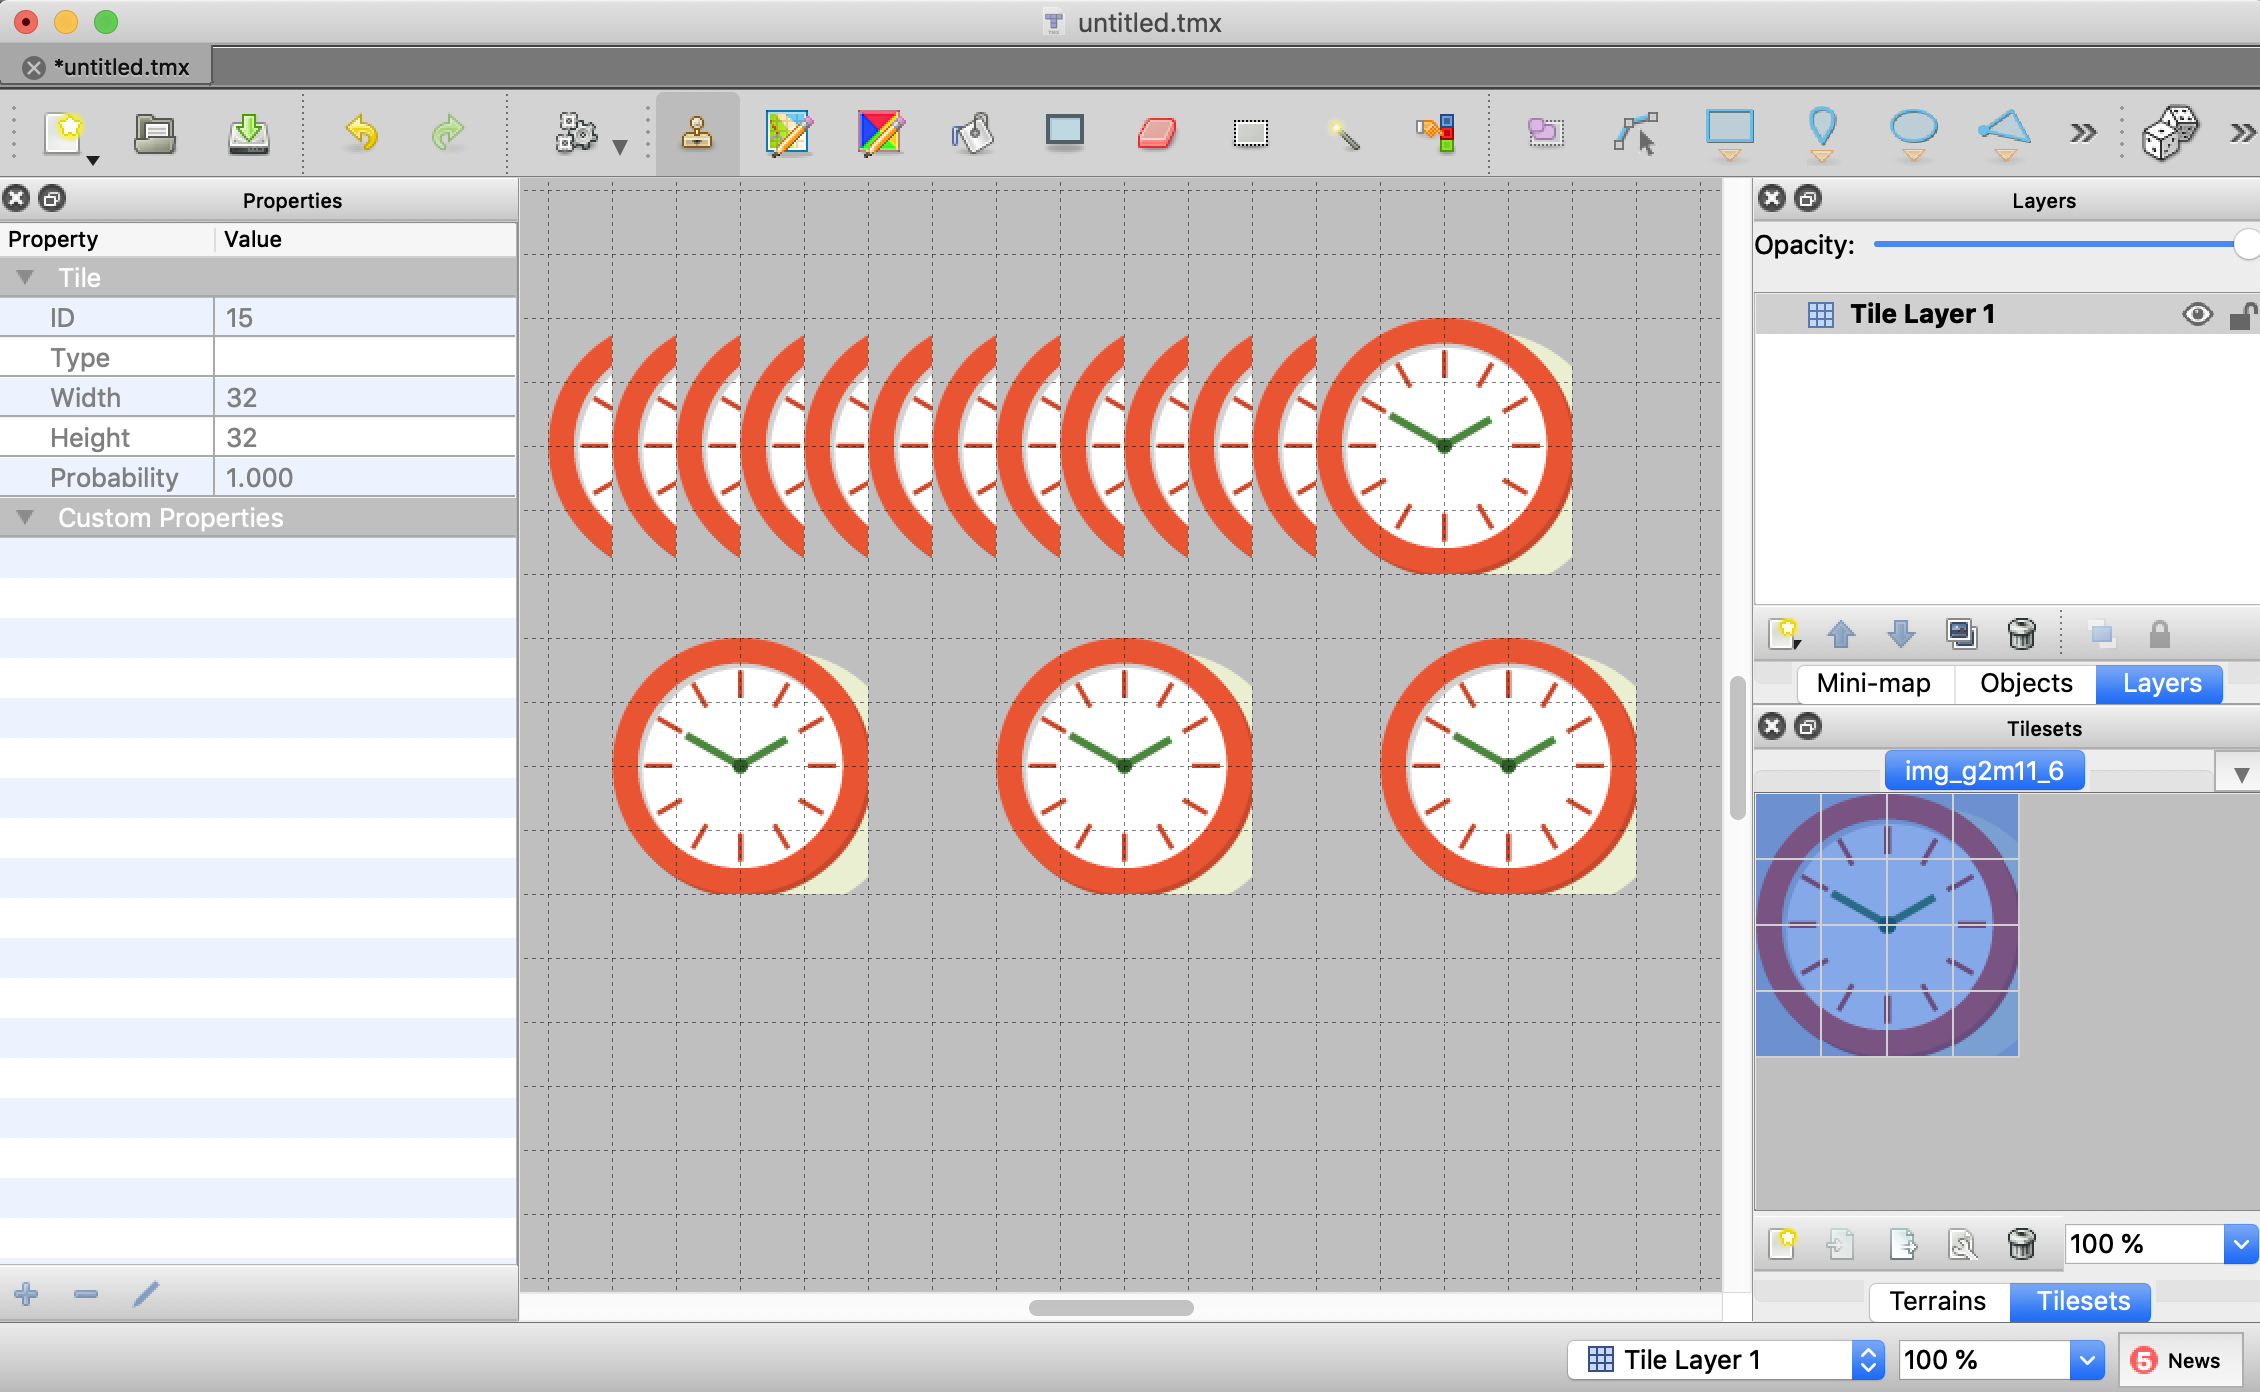 untitled.tmx
*untitled.tmx
Properties
Property Value
Tile
ID 15
Type
Width 32
Height 32
Probability 1.000
Custom Properties
Layers
Opacity:
Tile Layer 1
Mini-map Objects Layers
Tilesets
img_g2m11_6
100 %
Terrains Tilesets
Tile Layer 1 100 % 5 News